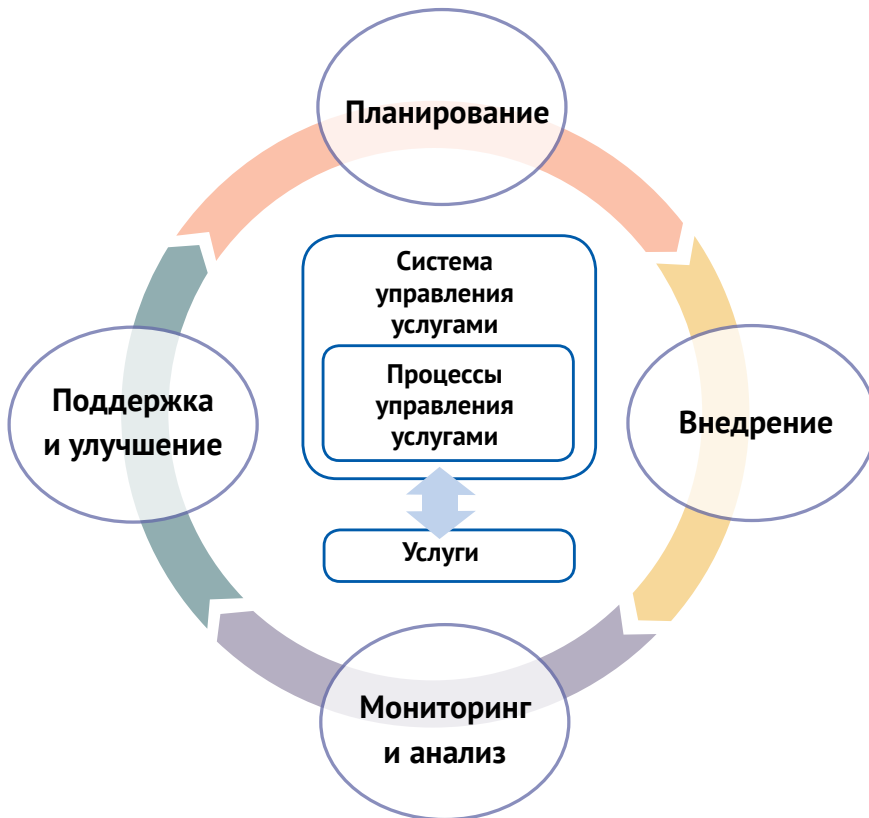 Планирование
Система
управления
услугами
Процессы
управления
услугами
Поддержка
и улучшение
Внедрение
Услуги
Мониторинг
и анализ